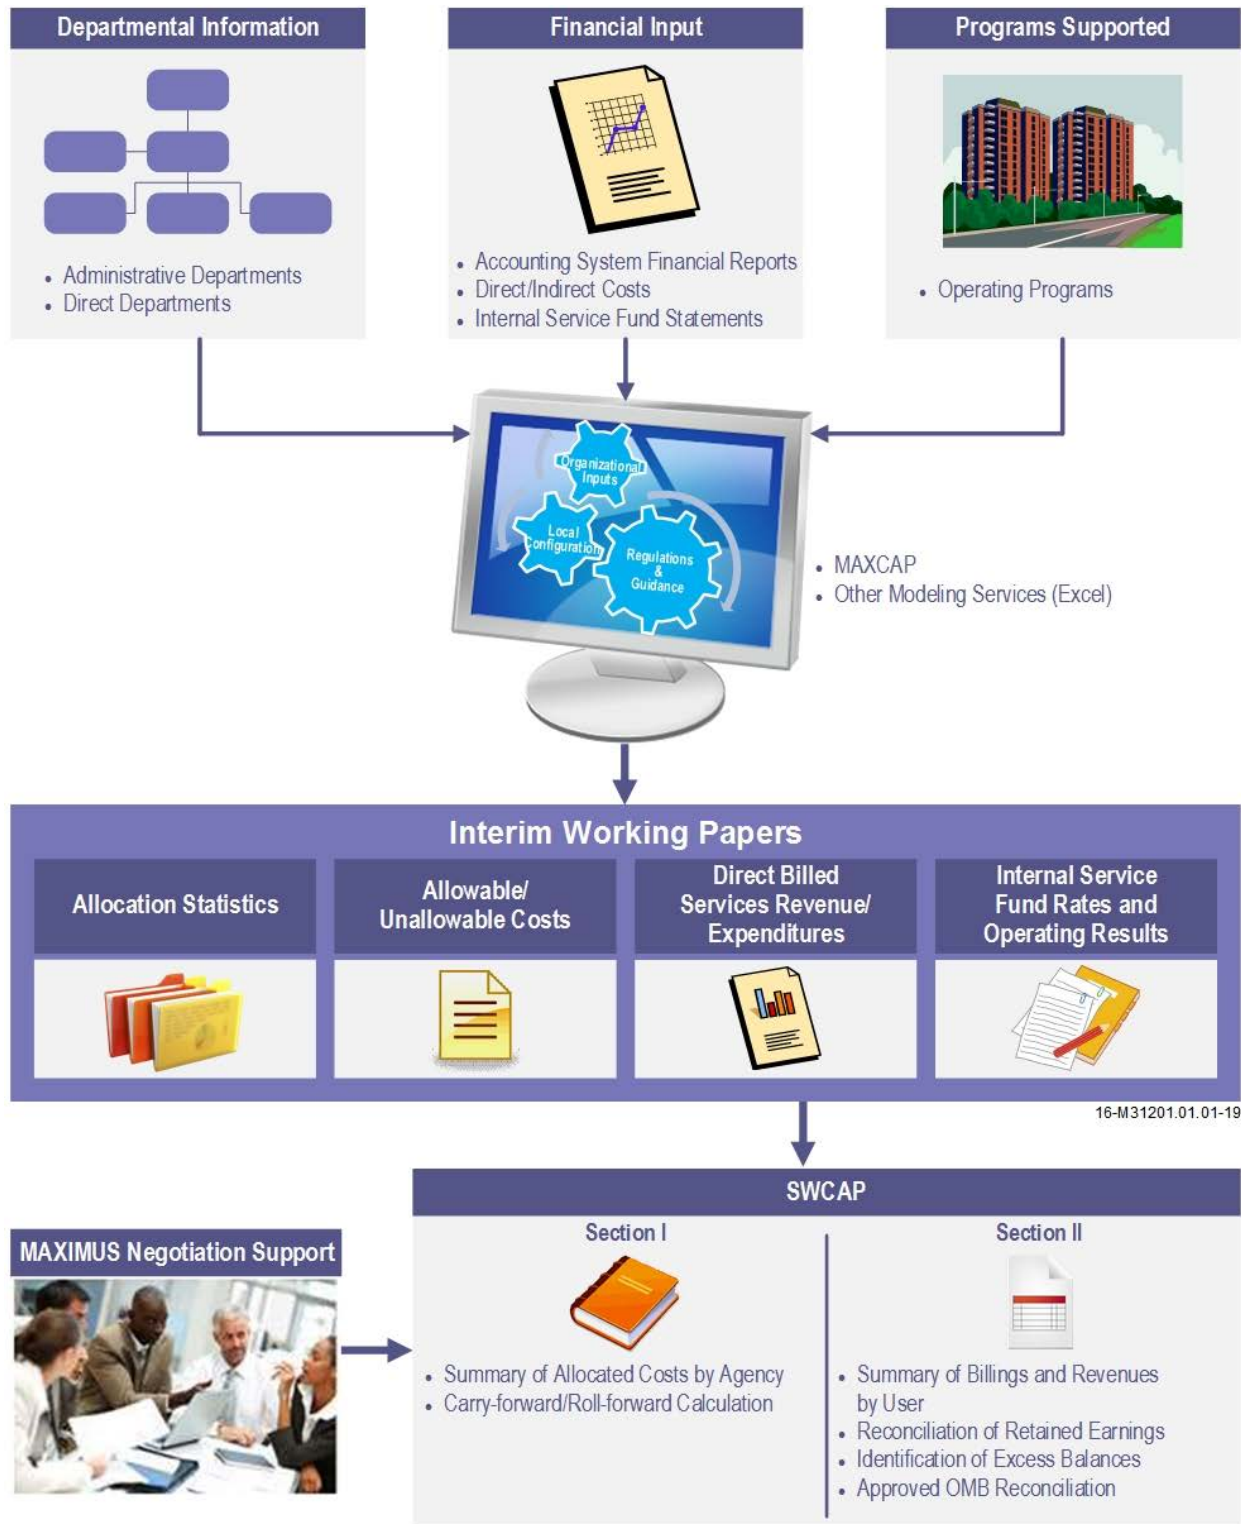 Departmental Information
Financial Input
Programs Supported
• Administrative Departments
• Direct Departments
• Accounting System Financial Reports
• Direct/Indirect Costs
• Internal Service Fund Statements
• Operating Programs
Organizational
Inputs
Local
Configuration
Regulations
&
Guidance
• MAXCAP
• Other Modeling Services (Excel)
Interim Working Papers
Allocation Statistics
Allowable/
Unallowable Costs
Direct Billed
Services Revenue/
Expenditures
Internal Service
Fund Rates and
Operating Results
16-M31201.01.01-19
SWCAP
MAXIMUS Negotiation Support
Section I
• Summary of Allocated Costs by Agency
• Carry-forward/Roll-forward Calculation
Section II
• Summary of Billings and Revenues
by User
• Reconciliation of Retained Earnings
• Identification of Excess Balances
• Approved OMB Reconciliation